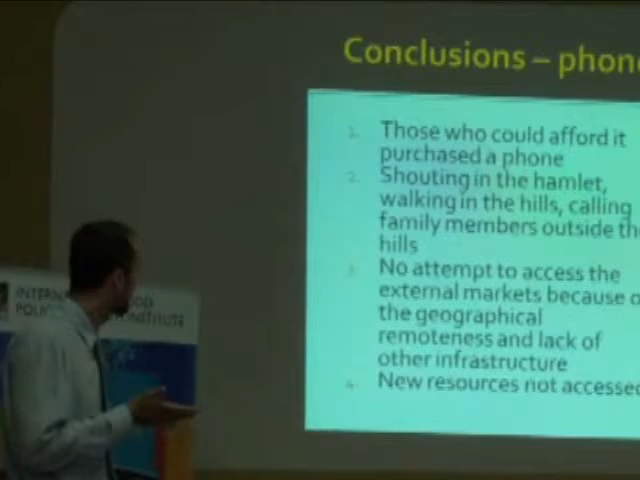 Conclusions – phon
1. Those who could afford it
purchased a phone
2. Shouting in the hamlet,
walking in the hills, calling
family members outside th
hills
3. No attempt to access the
external markets because o
the geographical
remoteness and lack of
other infrastructure
4. New resources not accessed
INTERN OOD
POLIC INSTITUTE